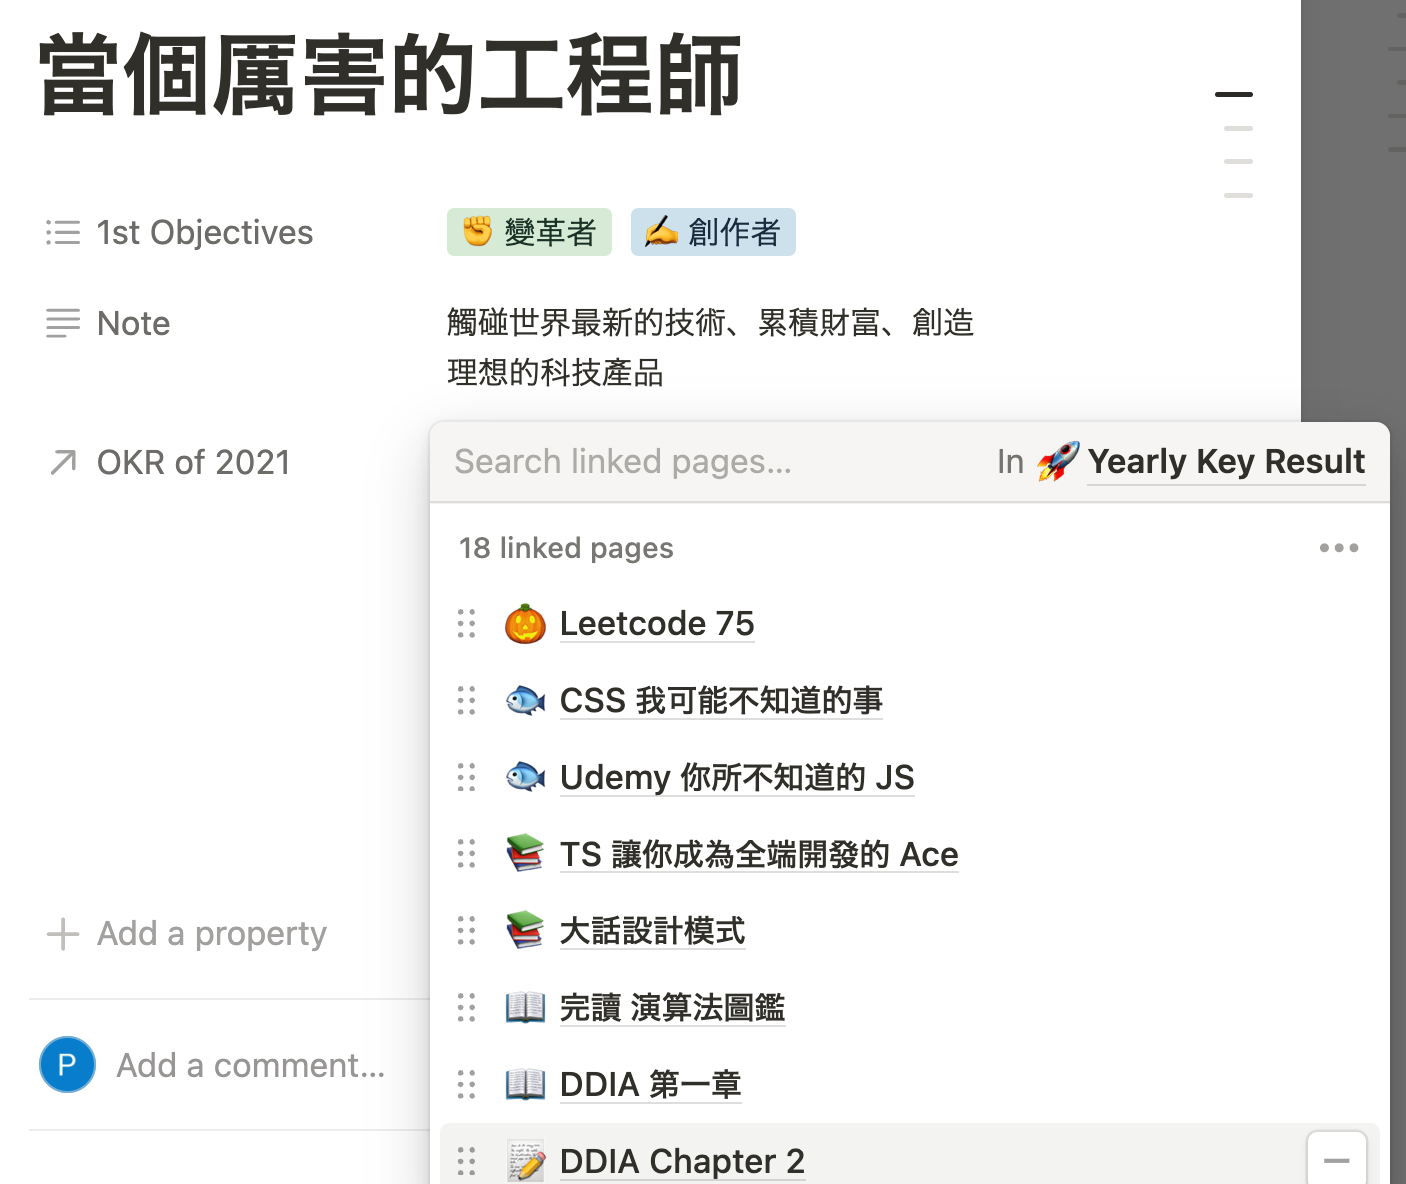 當個厲害的工程師
1st Objectives
✊ 變革者
✍️ 創作者
Note
觸碰世界最新的技術、累積財富、創造
理想的科技產品
OKR of 2021
Search linked pages...
In 🚀 Yearly Key Result
18 linked pages
Leetcode 75
CSS 我可能不知道的事
Udemy 你所不知道的 JS
TS 讓你成為全端開發的 Ace
大話設計模式
完讀 演算法圖鑑
DDIA 第一章
DDIA Chapter 2
Add a property
P
Add a comment...